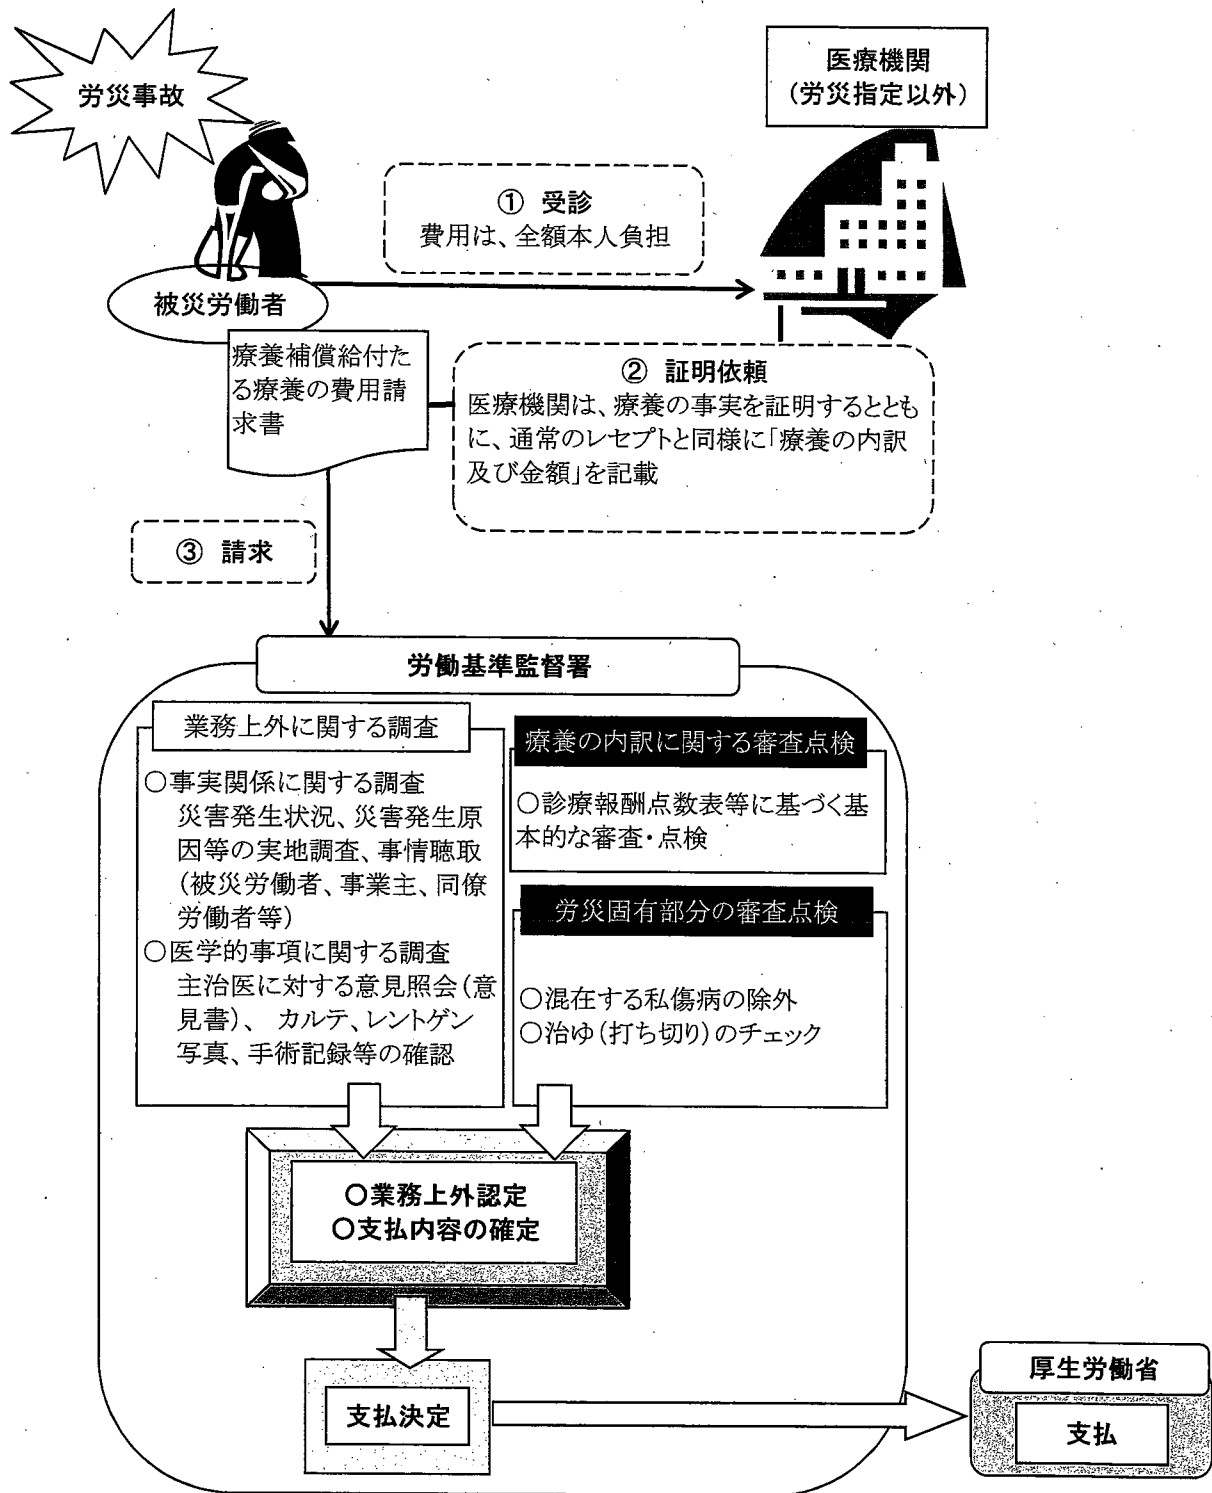 労災事故
医療機関
(労災指定以外)
① 受診
費用は、全額本人負担
被災労働者
療養補償給付た
る療養の費用請
求書
② 証明依頼
医療機関は、療養の事実を証明するととも
に、通常のレセプトと同様に「療養の内訳
及び金額」を記載
③ 請求
労働基準監督署
業務上外に関する調査
○事実関係に関する調査
災害発生状況、災害発生原
因等の実地調査、事情聴取
(被災労働者、事業主、同僚
労働者等)
○医学的事項に関する調査
主治医に対する意見照会(意
見書)、 カルテ、レントゲン
写真、手術記録等の確認
療養の内訳に関する審査点検
○診療報酬点数表等に基づく基
本的な審査・点検
労災固有部分の審査点検
○混在する私傷病の除外
○治ゆ(打ち切り)のチェック
○業務上外認定
○支払内容の確定
支払決定
厚生労働省
支払